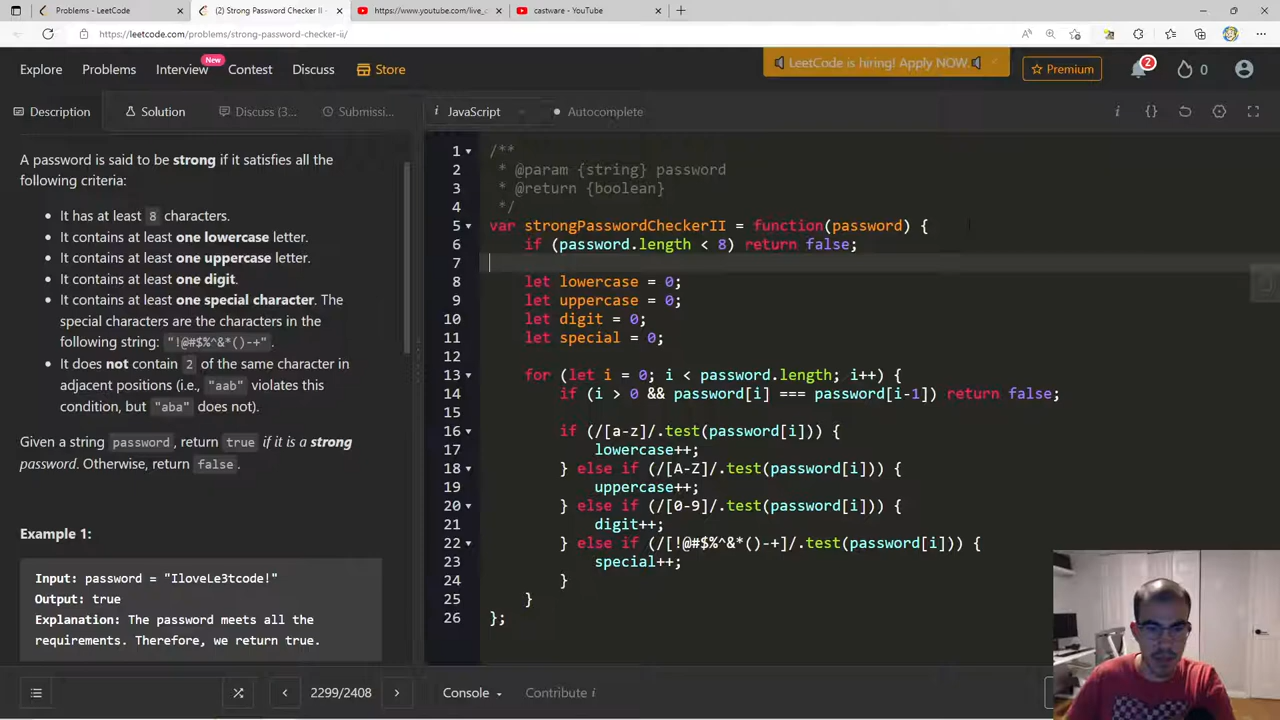 Problems - LeetCode
(2) Strong Password Checker II -
https://www.youtube.com/live_c
castware - YouTube
https://leetcode.com/problems/strong-password-checker-ii/
Explore
Problems
Interview
New
Contest
Discuss
Store
LeetCode is hiring! Apply NOW.
Premium
2
0
Description
Solution
Discuss (3...
Submissi...
i JavaScript
Autocomplete
A password is said to be strong if it satisfies all the
following criteria:
It has at least 8 characters.
It contains at least one lowercase letter.
It contains at least one uppercase letter.
It contains at least one digit.
It contains at least one special character. The
special characters are the characters in the
following string: "!@#$%^&*()-+".
It does not contain 2 of the same character in
adjacent positions (i.e., "aab" violates this
condition, but "aba" does not).
Given a string password, return true if it is a strong
password. Otherwise, return false.
Example 1:
Input: password = "IloveLe3tcode!"
Output: true
Explanation: The password meets all the
requirements. Therefore, we return true.
1 /**
2 * @param {string} password
3 * @return {boolean}
4 */
5 var strongPasswordCheckerII = function(password) {
6 if (password.length < 8) return false;
7
8 let lowercase = 0;
9 let uppercase = 0;
10 let digit = 0;
11 let special = 0;
12
13 for (let i = 0; i < password.length; i++) {
14 if (i > 0 && password[i] === password[i-1]) return false;
15
16 if (/[a-z]/.test(password[i])) {
17 lowercase++;
18 } else if (/[A-Z]/.test(password[i])) {
19 uppercase++;
20 } else if (/[0-9]/.test(password[i])) {
21 digit++;
22 } else if (/[!@#$%^&*()-+]/.test(password[i])) {
23 special++;
24 }
25 }
26 };
2299/2408
Console
Contribute i